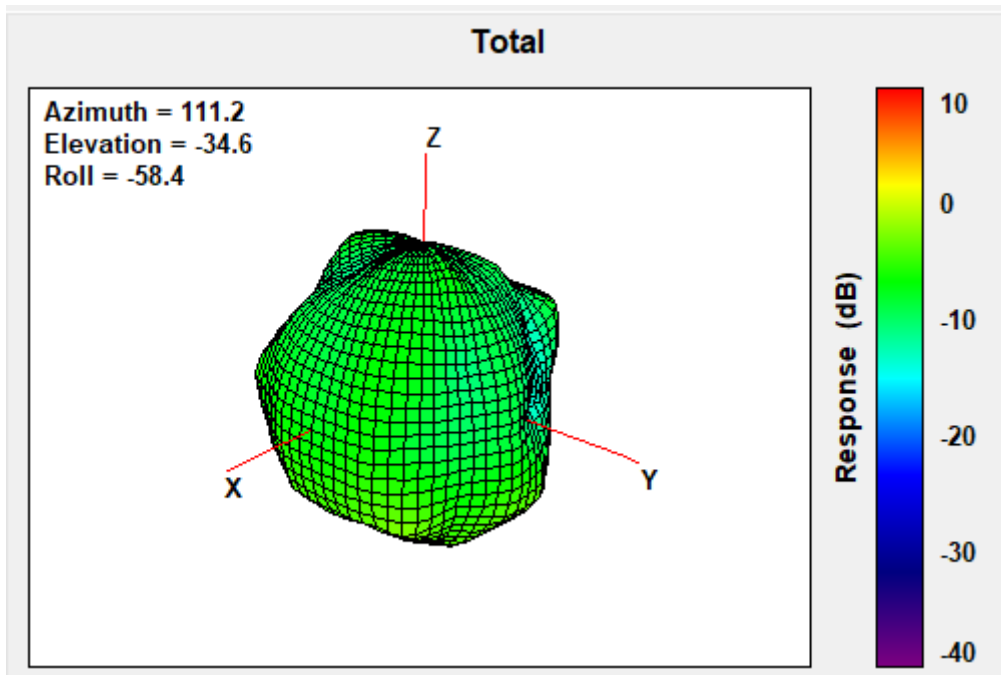 Total
Azimuth = 111.2
Elevation = -34.6
Roll = -58.4
Z
X
Y
10
0
-10
-20
-30
-40
Response (dB)